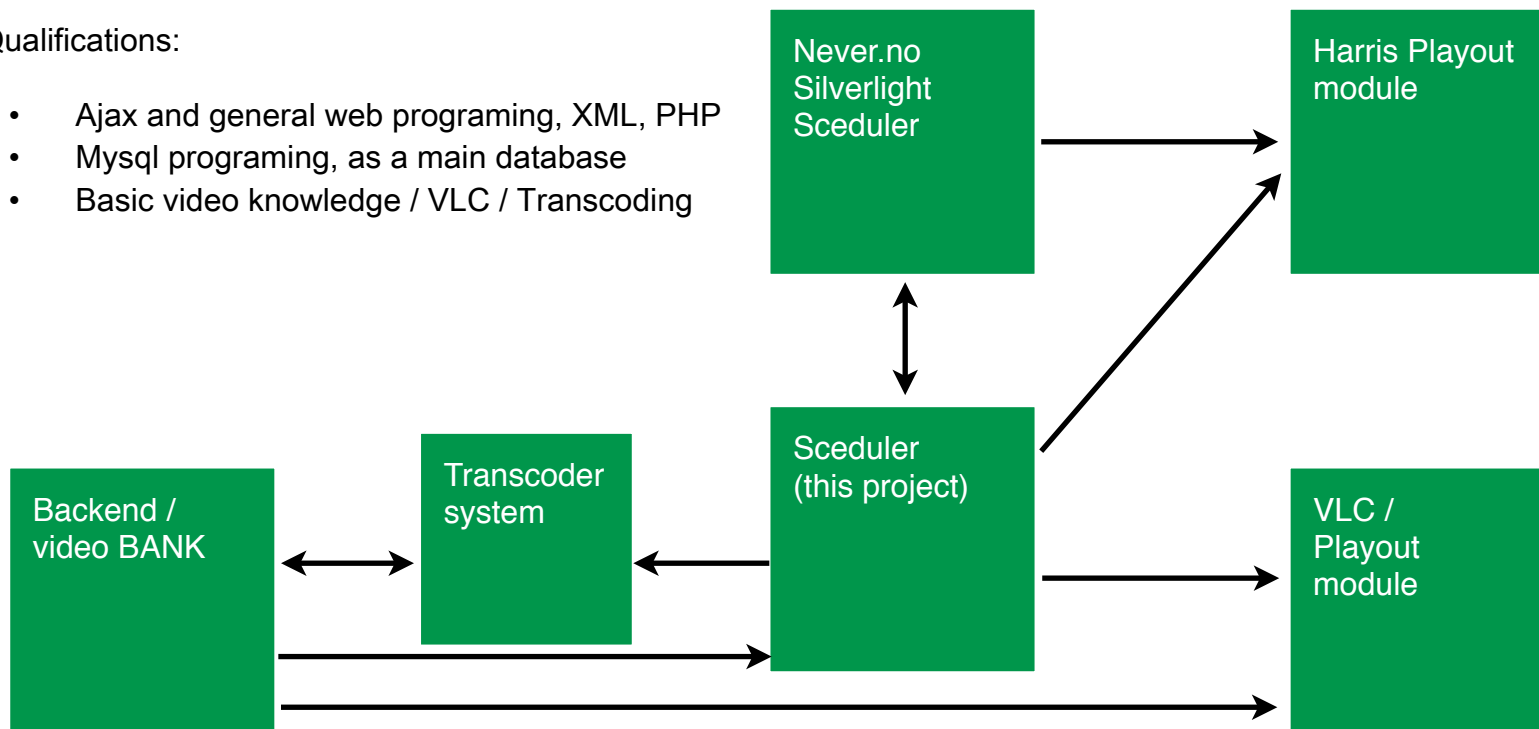 Qualifications:
• Ajax and general web programing, XML, PHP
• Mysql programing, as a main database
• Basic video knowledge / VLC / Transcoding
Never.no
Silverlight
Sceduler
Harris Playout
module
Backend /
video BANK
Transcoder
system
Sceduler
(this project)
VLC /
Playout
module